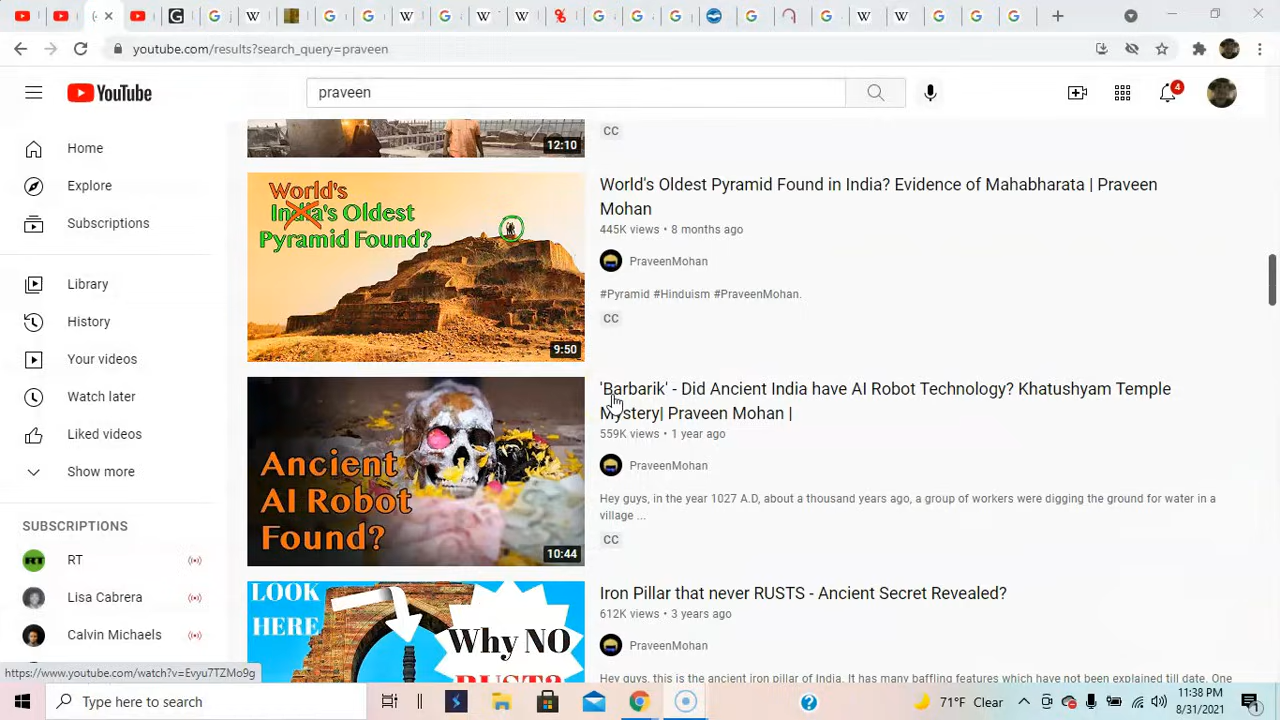 youtube.com/results?search_query=praveen
YouTube
praveen
4
Home
Explore
Subscriptions
Library
History
Your videos
Watch later
Liked videos
Show more
SUBSCRIPTIONS
RT
Lisa Cabrera
Calvin Michaels
https://www.youtube.com/watch?v=Evyu7TZMo9g
12:10
CC
World's
India's Oldest
Pyramid Found?
9:50
World's Oldest Pyramid Found in India? Evidence of Mahabharata | Praveen
Mohan
445K views • 8 months ago
PraveenMohan
#Pyramid #Hinduism #PraveenMohan.
CC
Ancient
AI Robot
Found?
10:44
'Barbarik' - Did Ancient India have AI Robot Technology? Khatushyam Temple
Mystery| Praveen Mohan |
559K views • 1 year ago
PraveenMohan
Hey guys, in the year 1027 A.D, about a thousand years ago, a group of workers were digging the ground for water in a
village ...
CC
LOOK
HERE
Why NO
RUST?
Iron Pillar that never RUSTS - Ancient Secret Revealed?
612K views • 3 years ago
PraveenMohan
Hey guys, this is the ancient iron pillar of India. It has many baffling features which have not been explained till date. One
Type here to search
71°F Clear
11:38 PM
8/31/2021
1